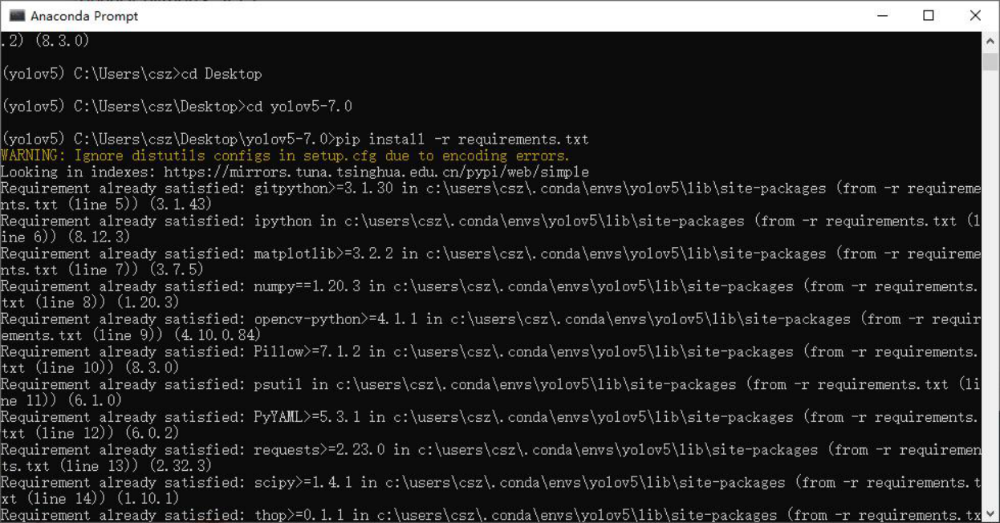 Anaconda Prompt
.2) (8.3.0)
(yolov5) C:\Users\csz>cd Desktop
(yolov5) C:\Users\csz\Desktop>cd yolov5-7.0
(yolov5) C:\Users\csz\Desktop\yolov5-7.0>pip install -r requirements.txt
WARNING: Ignore distutils configs in setup.cfg due to encoding errors.
Looking in indexes: https://mirrors.tuna.tsinghua.edu.cn/pypi/web/simple
Requirement already satisfied: gitpython>=3.1.30 in c:\users\csz\.conda\envs\yolov5\lib\site-packages (from -r requireme
nts.txt (line 5)) (3.1.43)
Requirement already satisfied: ipython in c:\users\csz\.conda\envs\yolov5\lib\site-packages (from -r requirements.txt (l
ine 6)) (8.12.3)
Requirement already satisfied: matplotlib>=3.2.2 in c:\users\csz\.conda\envs\yolov5\lib\site-packages (from -r requireme
nts.txt (line 7)) (3.7.5)
Requirement already satisfied: numpy==1.20.3 in c:\users\csz\.conda\envs\yolov5\lib\site-packages (from -r requirements.
txt (line 8)) (1.20.3)
Requirement already satisfied: opencv-python>=4.1.1 in c:\users\csz\.conda\envs\yolov5\lib\site-packages (from -r requir
ements.txt (line 9)) (4.10.0.84)
Requirement already satisfied: Pillow>=7.1.2 in c:\users\csz\.conda\envs\yolov5\lib\site-packages (from -r requirements.
txt (line 10)) (8.3.0)
Requirement already satisfied: psutil in c:\users\csz\.conda\envs\yolov5\lib\site-packages (from -r requirements.txt (li
ne 11)) (6.1.0)
Requirement already satisfied: PyYAML>=5.3.1 in c:\users\csz\.conda\envs\yolov5\lib\site-packages (from -r requirements.
txt (line 12)) (6.0.2)
Requirement already satisfied: requests>=2.23.0 in c:\users\csz\.conda\envs\yolov5\lib\site-packages (from -r requiremen
ts.txt (line 13)) (2.32.3)
Requirement already satisfied: scipy>=1.4.1 in c:\users\csz\.conda\envs\yolov5\lib\site-packages (from -r requirements.t
xt (line 14)) (1.10.1)
Requirement already satisfied: thop>=0.1.1 in c:\users\csz\.conda\envs\yolov5\lib\site-packages (from -r requirements.tx